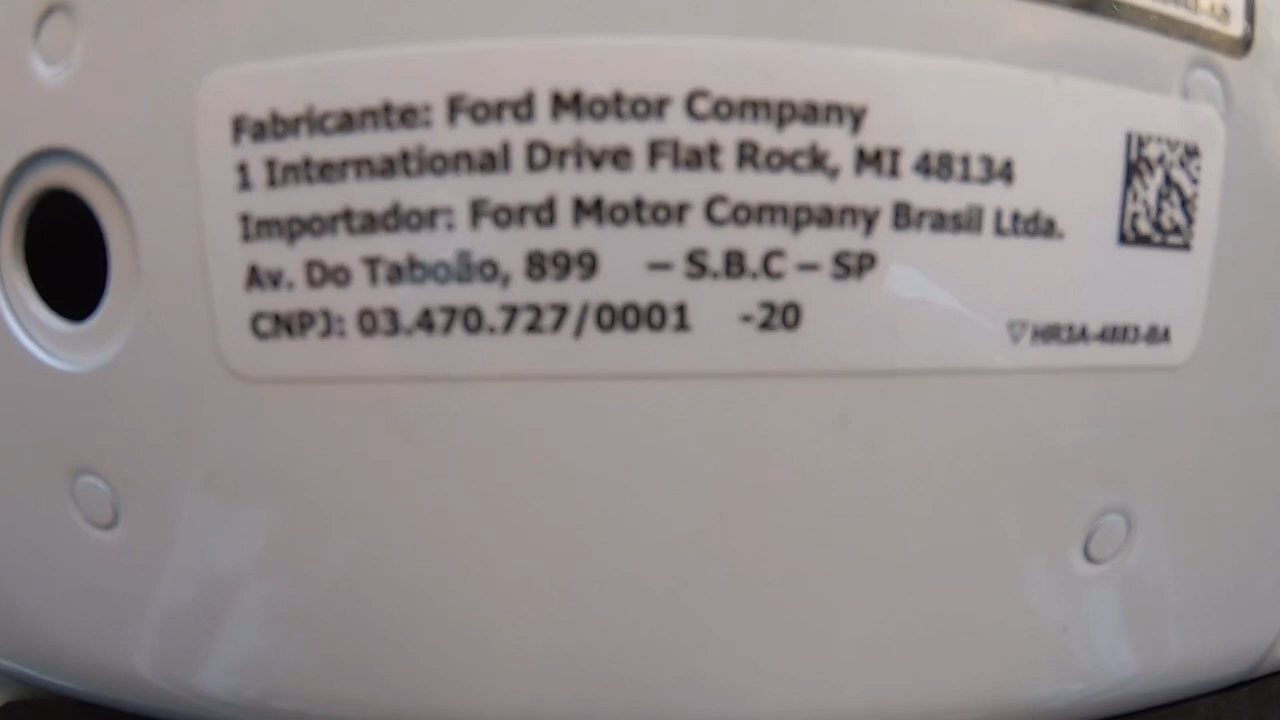 Fabricante: Ford Motor Company
1 International Drive Flat Rock, MI 48134
Importador: Ford Motor Company Brasil Ltda.
Av. Do Taboão, 899 – S.B.C – SP
CNPJ: 03.470.727/0001 -20